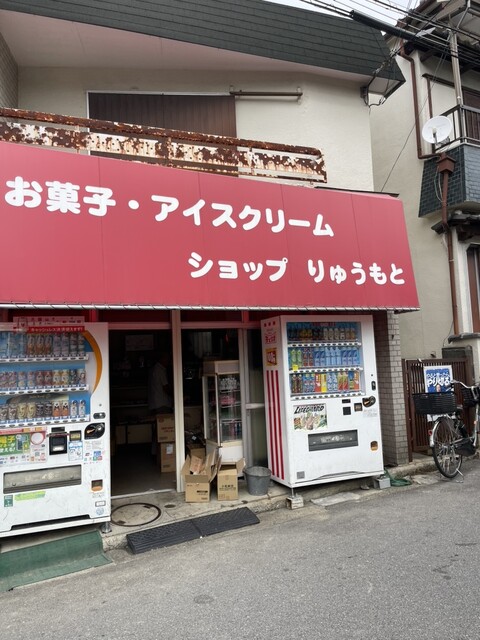 お菓子・アイスクリーム
ショップ りゅうもと